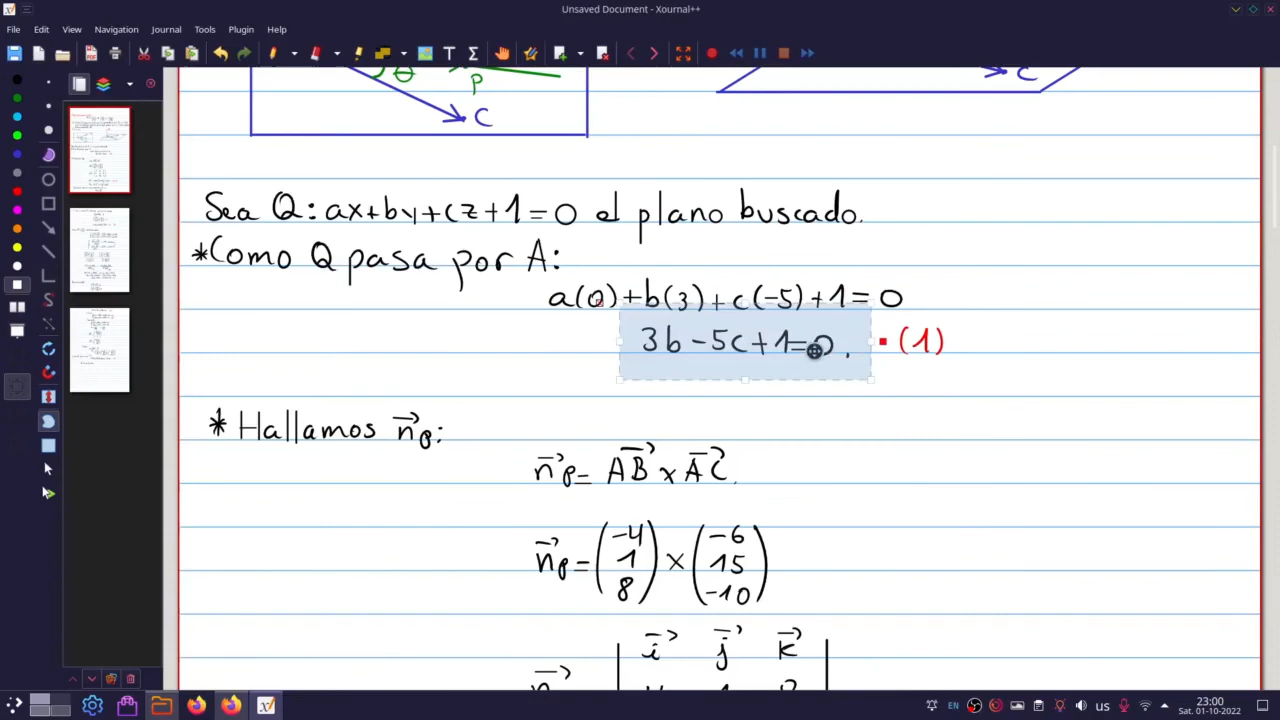 Unsaved Document - Xournal++
File Edit View Navigation Journal Tools Plugin Help
θ
P
C
C
Sea Q: ax+by+cz+1=0 el plano buscado.
*Como Q pasa por A:
a(0)+b(3)+c(-5)+1=0
3b-5c+1=0. (1)
*Hallamos n⃗ₚ:
n⃗ₚ= AB⃗ x AC⃗
n⃗ₚ= (-4 1 8) x (-6 15 -10)
i⃗ j⃗ k⃗
EN us 23:00
Sat. 01-10-2022